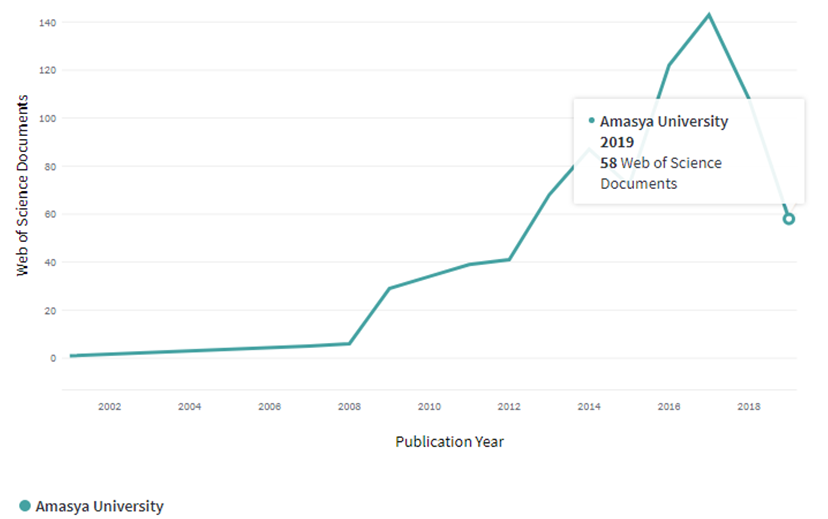 140
120
100
80
60
40
20
0
Web of Science Documents
Amasya University
2019
58 Web of Science
Documents
2002 2004 2006 2008 2010 2012 2014 2016 2018
Publication Year
Amasya University